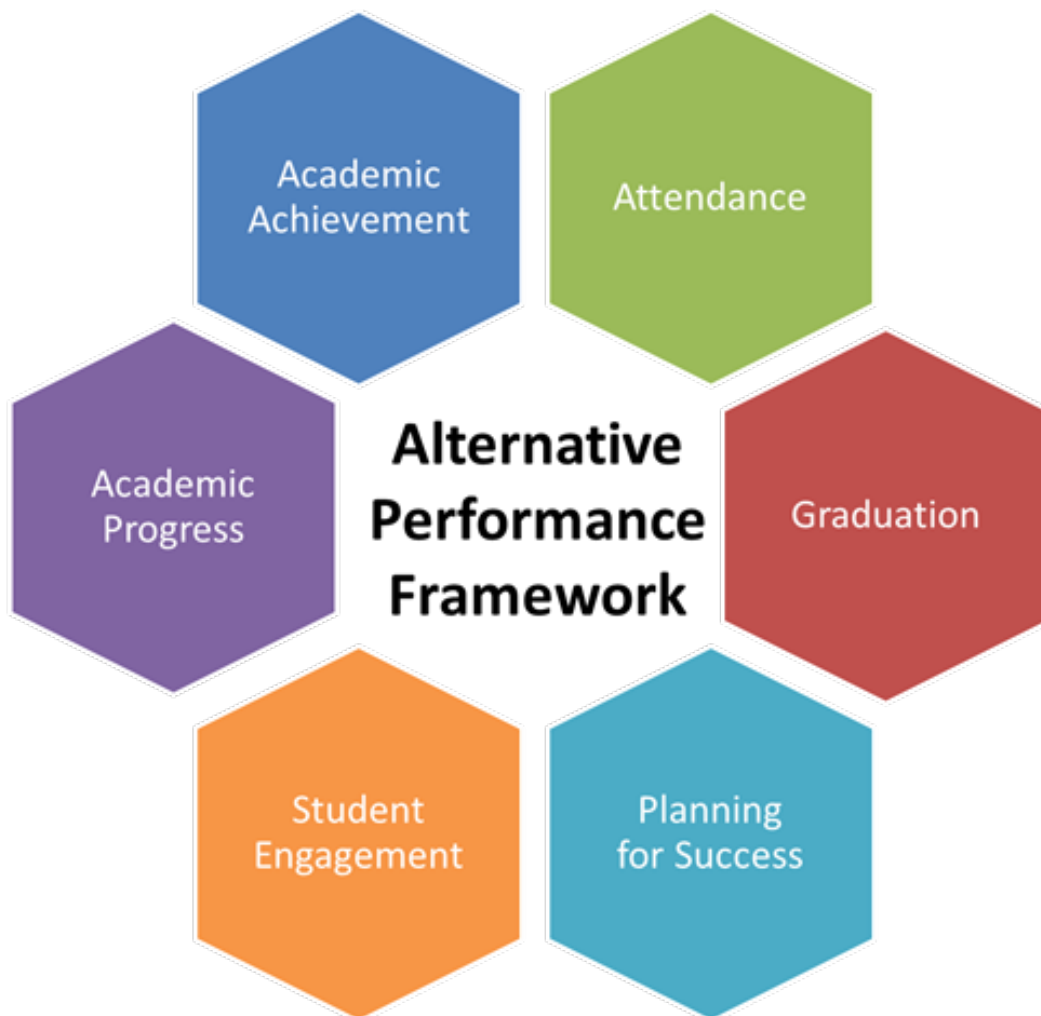 Academic
Achievement
Attendance
Academic
Progress
Alternative
Performance
Framework
Graduation
Student
Engagement
Planning
for Success